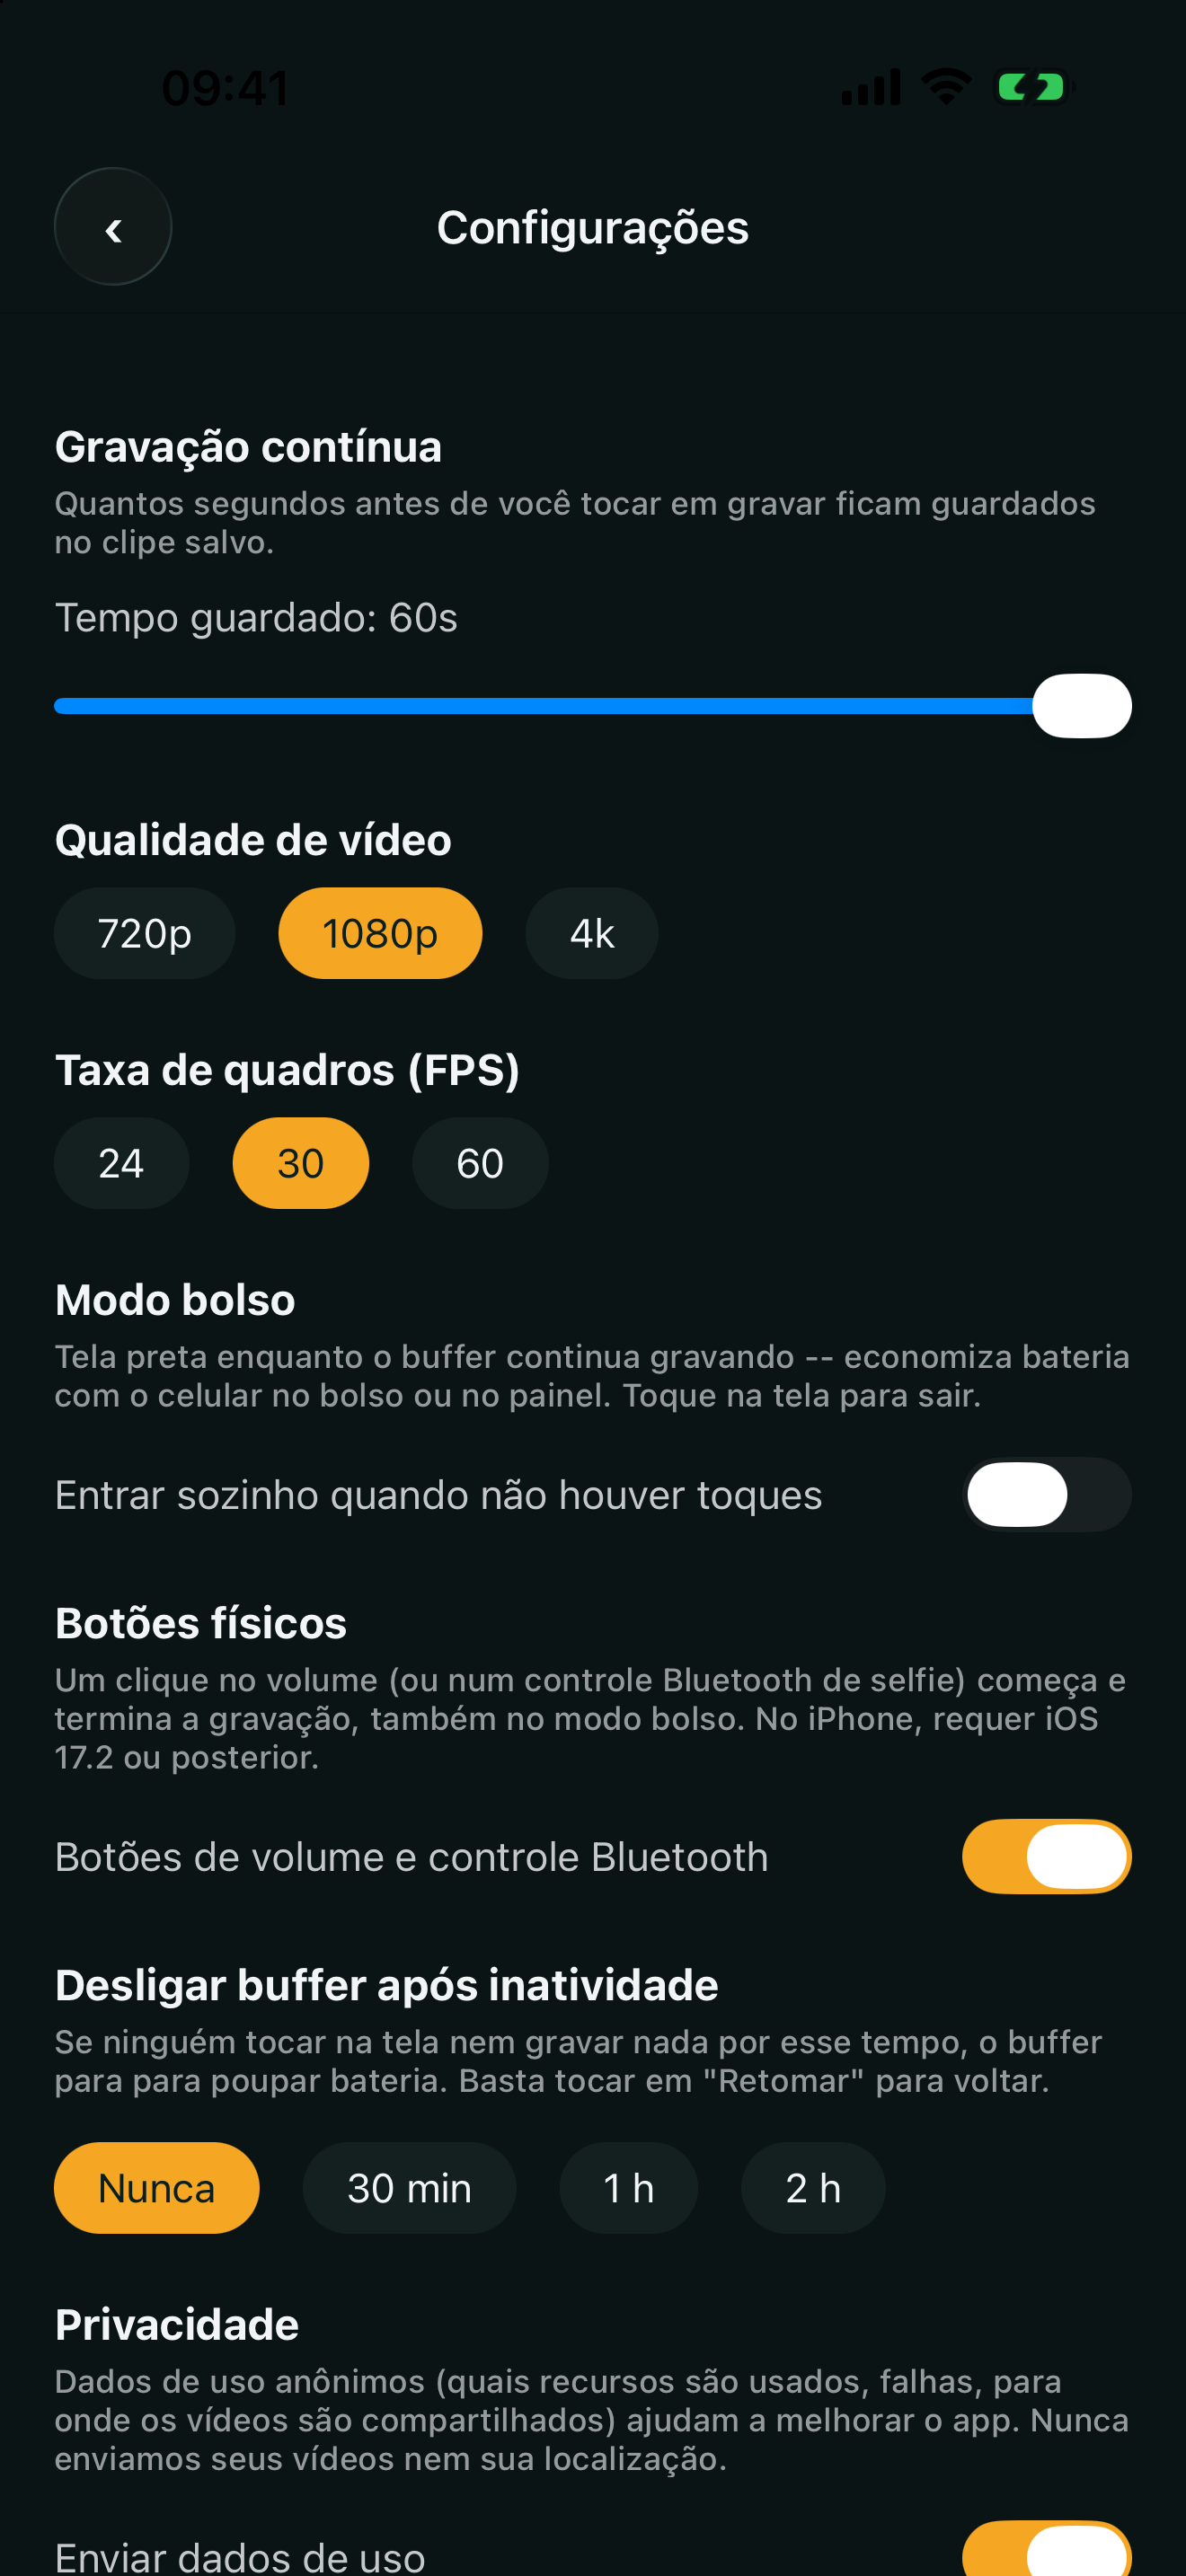 09:41
‹
Configurações
Gravação contínua
Quantos segundos antes de você tocar em gravar ficam guardados
no clipe salvo.
Tempo guardado: 60s
Qualidade de vídeo
720p 1080p 4k
Taxa de quadros (FPS)
24 30 60
Modo bolso
Tela preta enquanto o buffer continua gravando -- economiza bateria
com o celular no bolso ou no painel. Toque na tela para sair.
Entrar sozinho quando não houver toques
Botões físicos
Um clique no volume (ou num controle Bluetooth de selfie) começa e
termina a gravação, também no modo bolso. No iPhone, requer iOS
17.2 ou posterior.
Botões de volume e controle Bluetooth
Desligar buffer após inatividade
Se ninguém tocar na tela nem gravar nada por esse tempo, o buffer
para para poupar bateria. Basta tocar em "Retomar" para voltar.
Nunca 30 min 1 h 2 h
Privacidade
Dados de uso anônimos (quais recursos são usados, falhas, para
onde os vídeos são compartilhados) ajudam a melhorar o app. Nunca
enviamos seus vídeos nem sua localização.
Enviar dados de uso